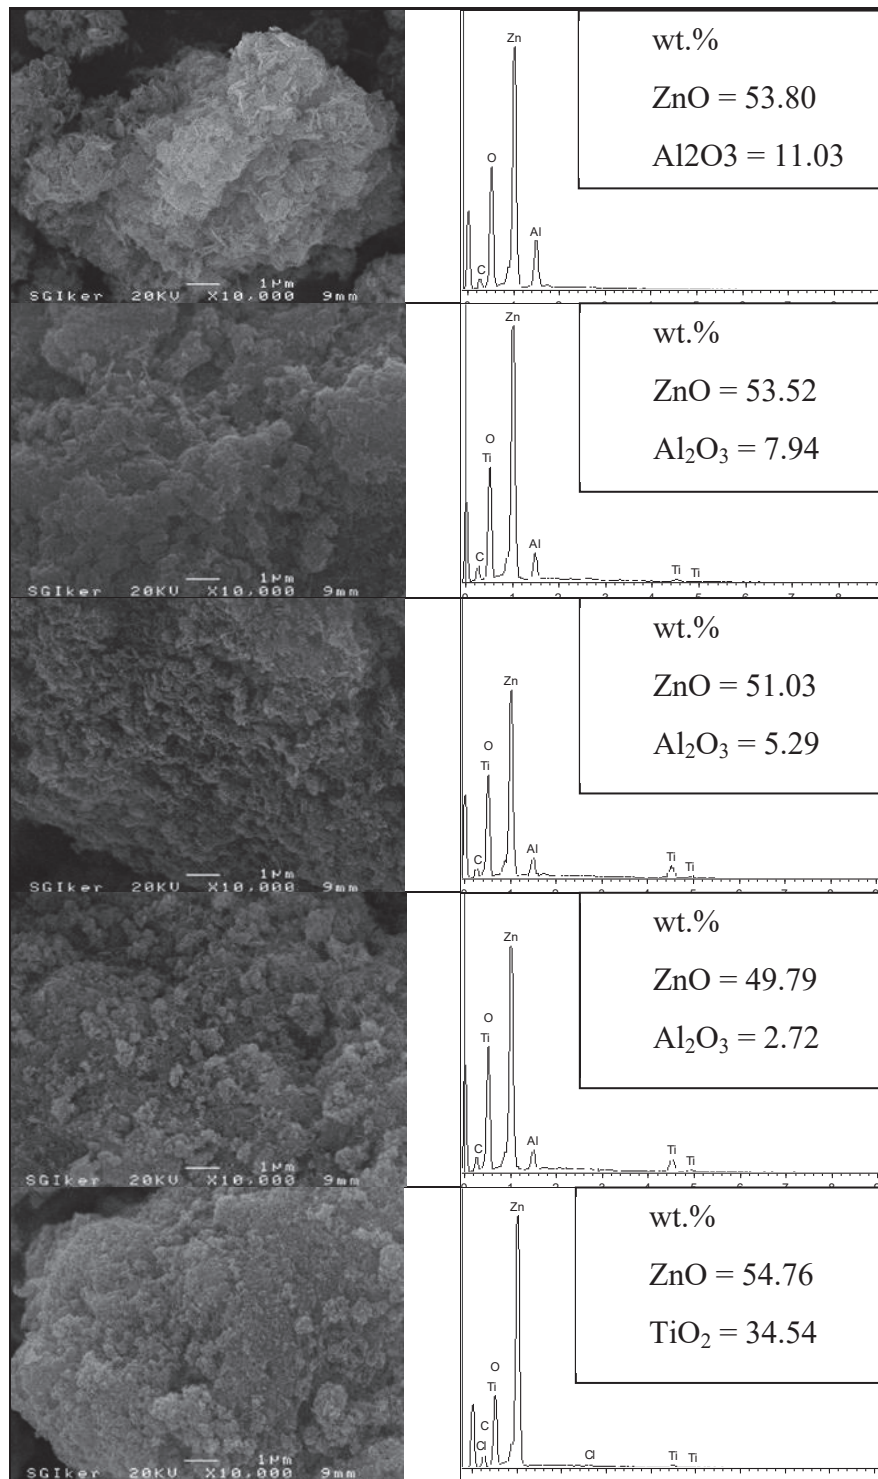 Zn
O
C
Al
wt.%
ZnO = 53.80
Al2O3 = 11.03
SGIker 20KV X10,000 1µm 9mm
Zn
O
Ti
C
Al
Ti Ti
wt.%
ZnO = 53.52
Al₂O₃ = 7.94
SGIker 20KV X10,000 1µm 9mm
Zn
O
Ti
C
Al
Ti Ti
wt.%
ZnO = 51.03
Al₂O₃ = 5.29
SGIker 20KV X10,000 1µm 9mm
Zn
O
Ti
C
Al
Ti Ti
wt.%
ZnO = 49.79
Al₂O₃ = 2.72
SGIker 20KV X10,000 1µm 9mm
Zn
O
Ti
C
Cl
Cl
Ti Ti
wt.%
ZnO = 54.76
TiO₂ = 34.54
SGIker 20KV X10,000 1µm 9mm